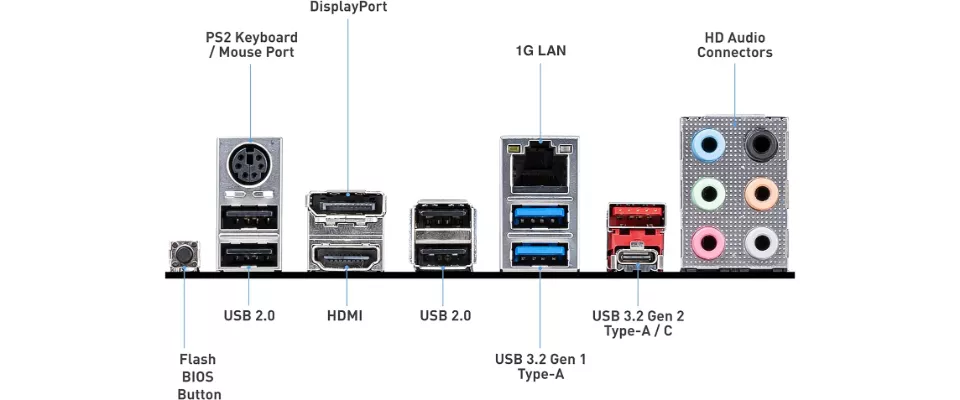 DisplayPort
PS2 Keyboard
/ Mouse Port
1G LAN
HD Audio
Connectors
USB 2.0
HDMI
USB 2.0
USB 3.2 Gen 2
Type-A / C
Flash
BIOS
Button
USB 3.2 Gen 1
Type-A